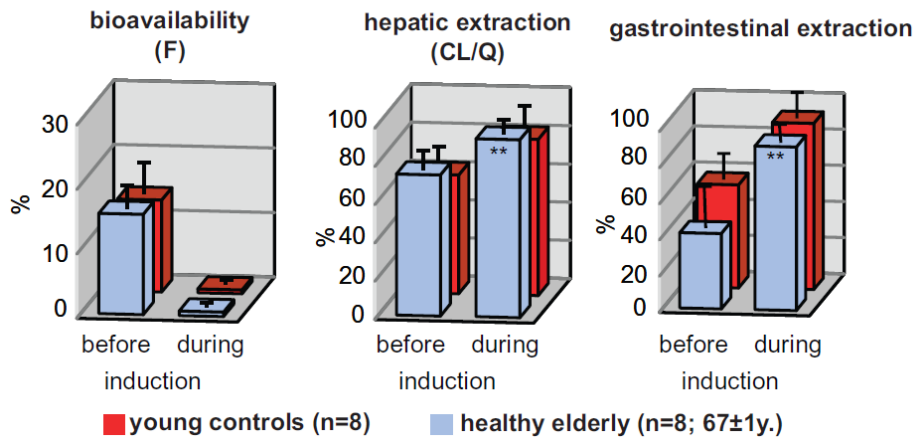 bioavailability
(F)
hepatic extraction
(CL/Q)
gastrointestinal extraction
30
20
10
0
%
before during
induction
100
80
60
40
20
0
%
**
before during
induction
100
80
60
40
20
0
%
**
before during
induction
young controls (n=8)
healthy elderly (n=8; 67±1y.)